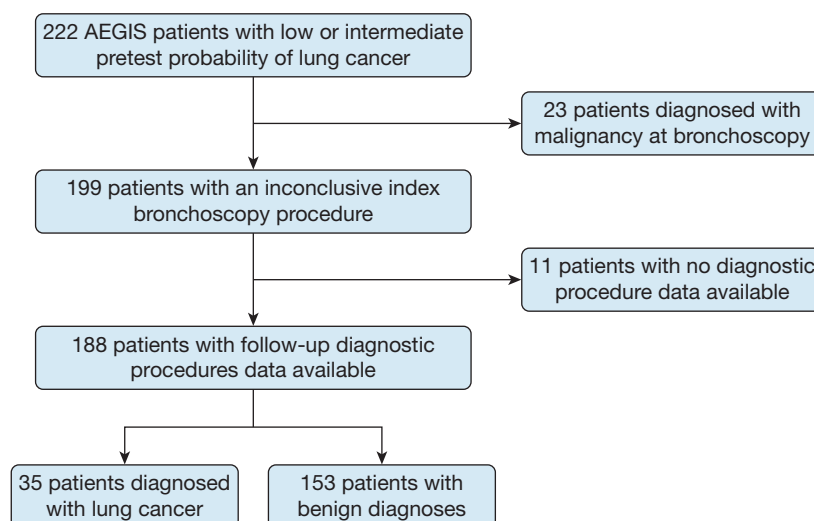 222 AEGIS patients with low or intermediate
pretest probability of lung cancer
23 patients diagnosed with
malignancy at bronchoscopy
199 patients with an inconclusive index
bronchoscopy procedure
11 patients with no diagnostic
procedure data available
188 patients with follow-up diagnostic
procedures data available
35 patients diagnosed
with lung cancer
153 patients with
benign diagnoses